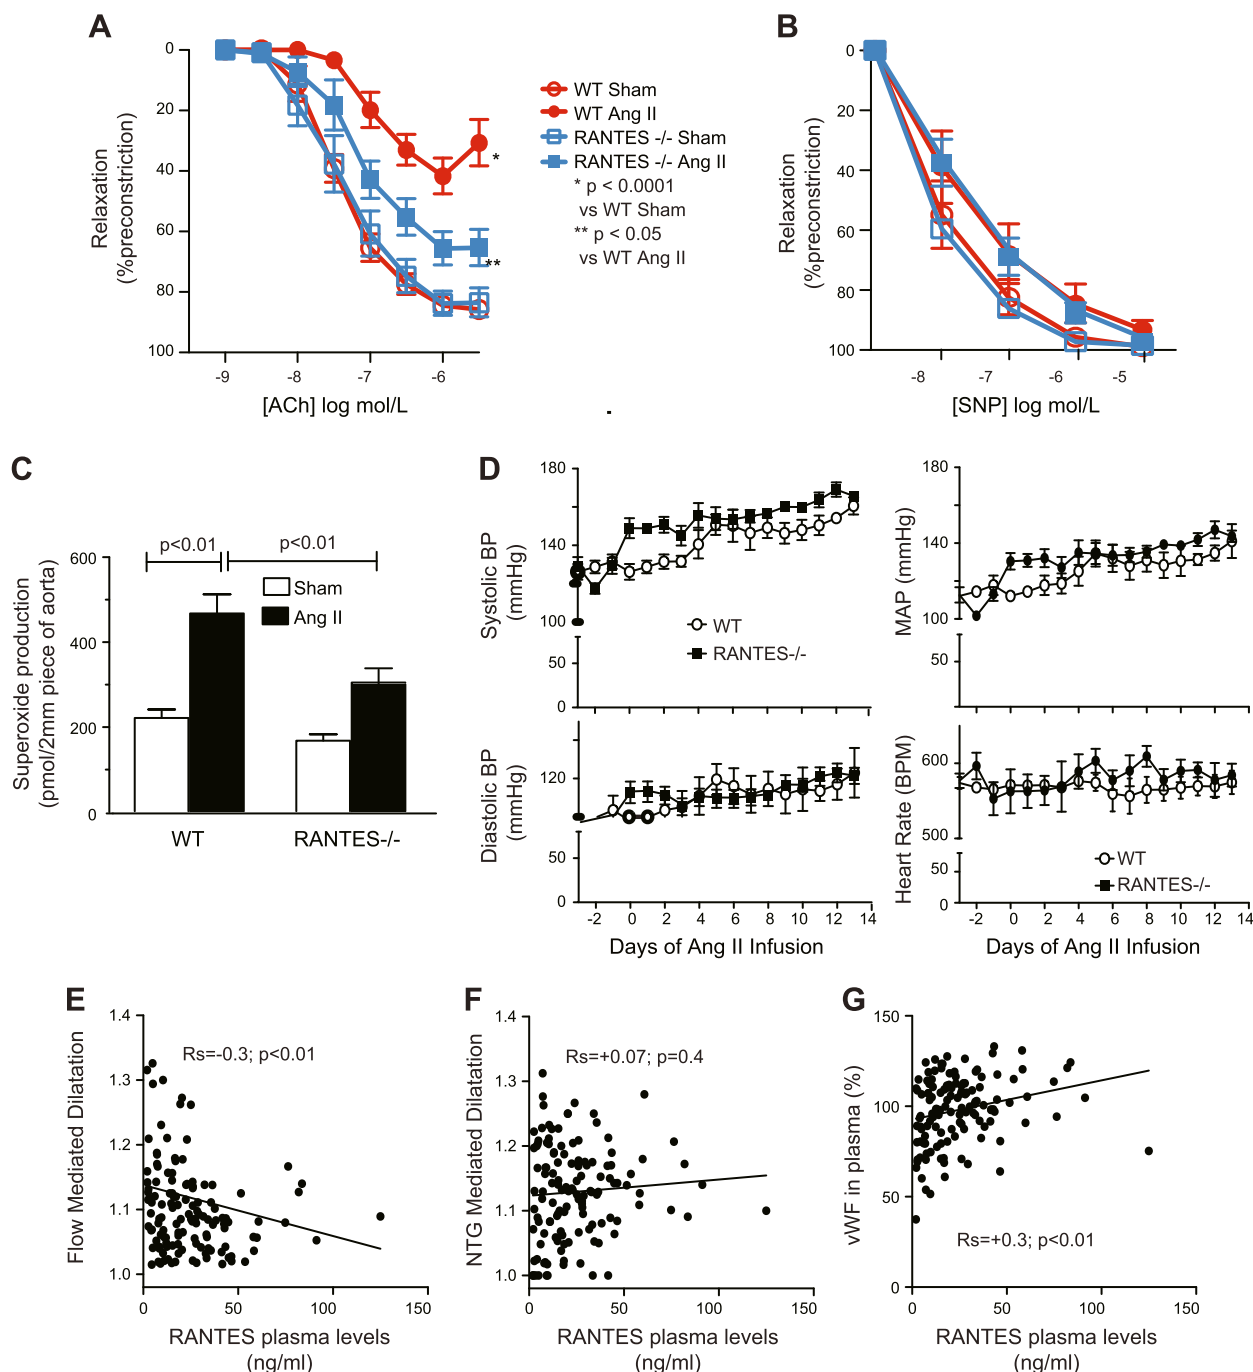 A
0
20
40
60
80
100
Relaxation
(%preconstriction)
-9
-8
-7
-6
[ACh] log mol/L
*
**
WT Sham
WT Ang II
RANTES -/- Sham
RANTES -/- Ang II
* p < 0.0001
vs WT Sham
** p < 0.05
vs WT Ang II
B
0
20
40
60
80
100
Relaxation
(%preconstriction)
-8
-7
-6
-5
[SNP] log mol/L
C
p<0.01
p<0.01
600
400
200
0
Superoxide production
(pmol/2mm piece of aorta)
Sham
Ang II
WT
RANTES-/-
D
180
140
100
50
0
Systolic BP
(mmHg)
WT
RANTES-/-
180
140
100
50
0
MAP (mmHg)
120
50
0
Diastolic BP
(mmHg)
-2
0
2
4
6
8
10
12
14
Days of Ang II Infusion
600
500
50
0
Heart Rate (BPM)
WT
RANTES-/-
-2
0
2
4
6
8
10
12
14
Days of Ang II Infusion
E
1.4
1.3
1.2
1.1
1.0
Flow Mediated Dilatation
Rs=-0.3; p<0.01
0
50
100
150
RANTES plasma levels
(ng/ml)
F
1.4
1.3
1.2
1.1
1.0
NTG Mediated Dilatation
Rs=+0.07; p=0.4
0
50
100
150
RANTES plasma levels
(ng/ml)
G
150
100
50
0
vWF in plasma (%)
Rs=+0.3; p<0.01
0
50
100
150
RANTES plasma levels
(ng/ml)